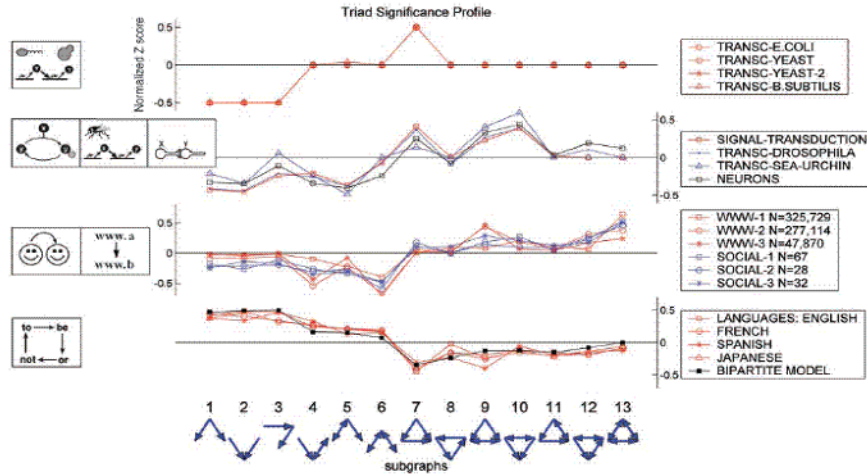 Triad Significance Profile
Normalized Z score
0.5
0
-0.5
TRANSC-E.COLI
TRANSC-YEAST
TRANSC-YEAST-2
TRANSC-B.SUBTILIS
0.5
0
-0.5
SIGNAL-TRANSDUCTION
TRANSC-DROSOPHILA
TRANSC-SEA-URCHIN
NEURONS
www.a
www.b
0.5
0
-0.5
WWW-1 N=325,729
WWW-2 N=277,114
WWW-3 N=47,870
SOCIAL-1 N=67
SOCIAL-2 N=28
SOCIAL-3 N=32
to be
not or
0.5
0
-0.5
LANGUAGES: ENGLISH
FRENCH
SPANISH
JAPANESE
BIPARTITE MODEL
1 2 3 4 5 6 7 8 9 10 11 12 13
subgraphs